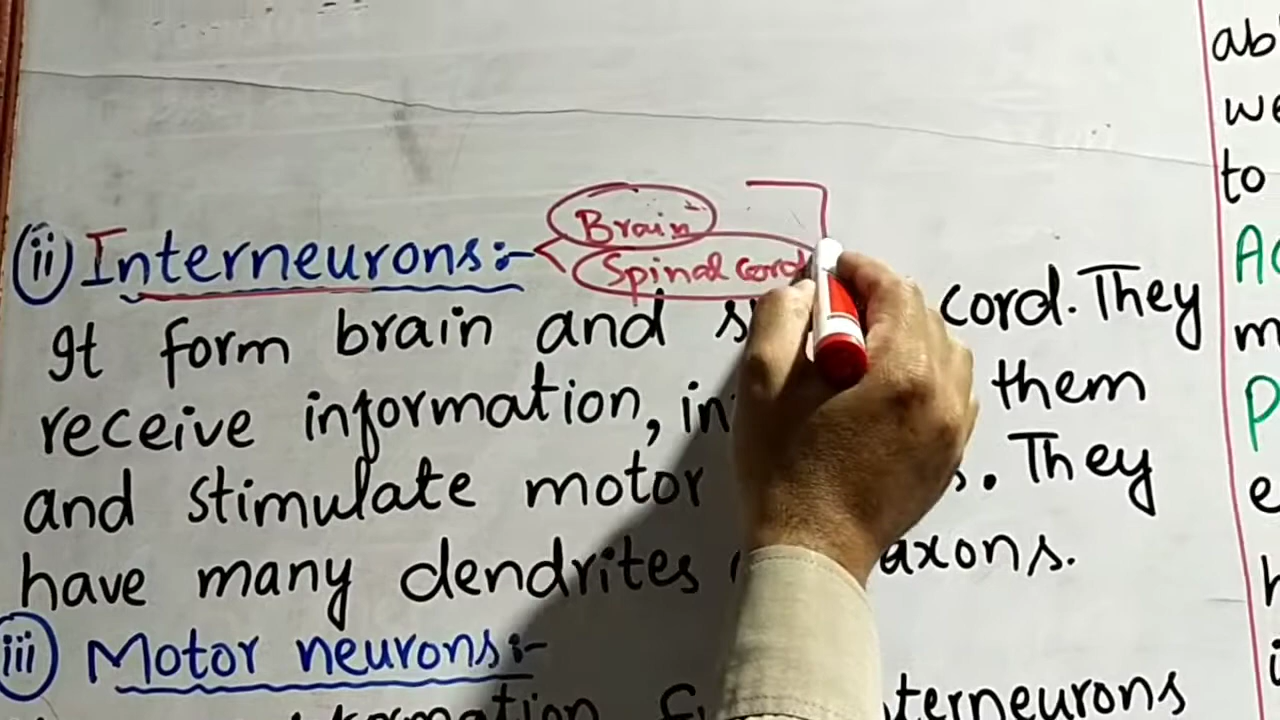 Brain
(ii) Interneurons:-
Spinal cord
It form brain and s cord. They
receive information, in them
and stimulate motor s. They
have many dendrites axons.
(iii) Motor neurons:-
terneurons
ab
we
to
A
m
P
e
h
i